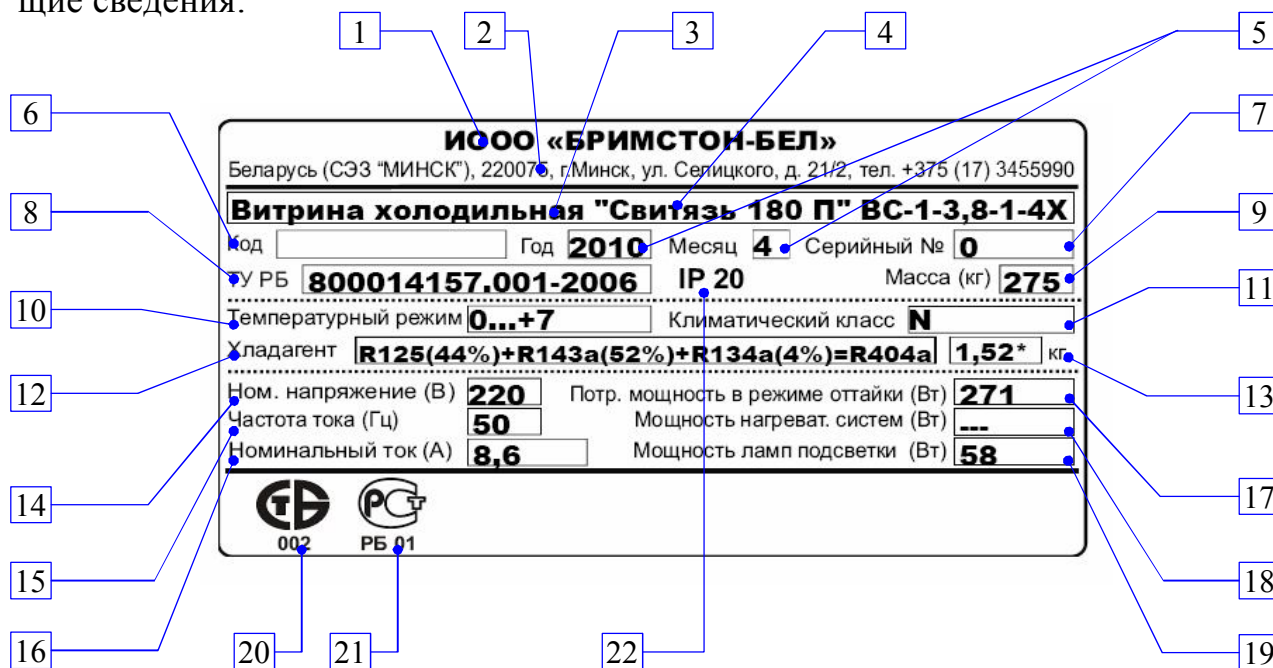 щие сведения:
1 2 3 4 5
6 7
ИООО «БРИМСТОН-БЕЛ»
Беларусь (СЭЗ "МИНСК"), 220075, г.Минск, ул. Селицкого, д. 21/2, тел. +375 (17) 3455990
8 Витрина холодильная "Свитязь 180 П" ВС-1-3,8-1-4Х 9
Код Год 2010 Месяц 4 Серийный № 0
ТУ РБ 800014157.001-2006 IP 20 Масса (кг) 275
10 Температурный режим 0...+7 Климатический класс N 11
Хладагент R125(44%)+R143a(52%)+R134a(4%)=R404a 1,52* кг
12 Ном. напряжение (В) 220 Потр. мощность в режиме оттайки (Вт) 271 13
Частота тока (Гц) 50 Мощность нагреват. систем (Вт) ---
Номинальный ток (А) 8,6 Мощность ламп подсветки (Вт) 58
14 17
002 РБ 01
15 18
16 20 21 22 19